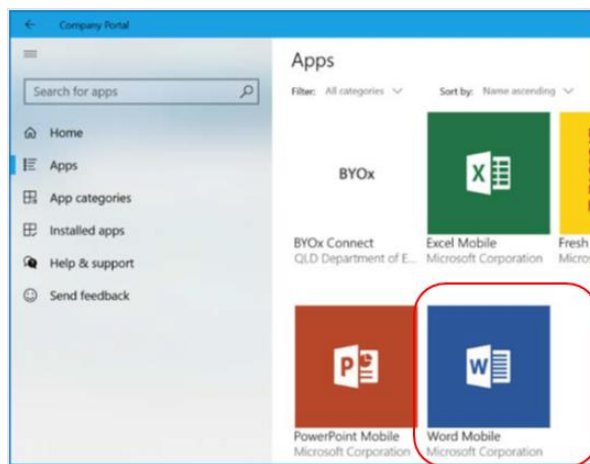 Company Portal
Search for apps
Home
Apps
App categories
Installed apps
Help & support
Send feedback
Apps
Filter: All categories Sort by: Name ascending
BYOx
BYOx Connect
QLD Department of E...
Excel Mobile
Microsoft Corporation
Fresh
Micros
PowerPoint Mobile
Microsoft Corporation
Word Mobile
Microsoft Corporation